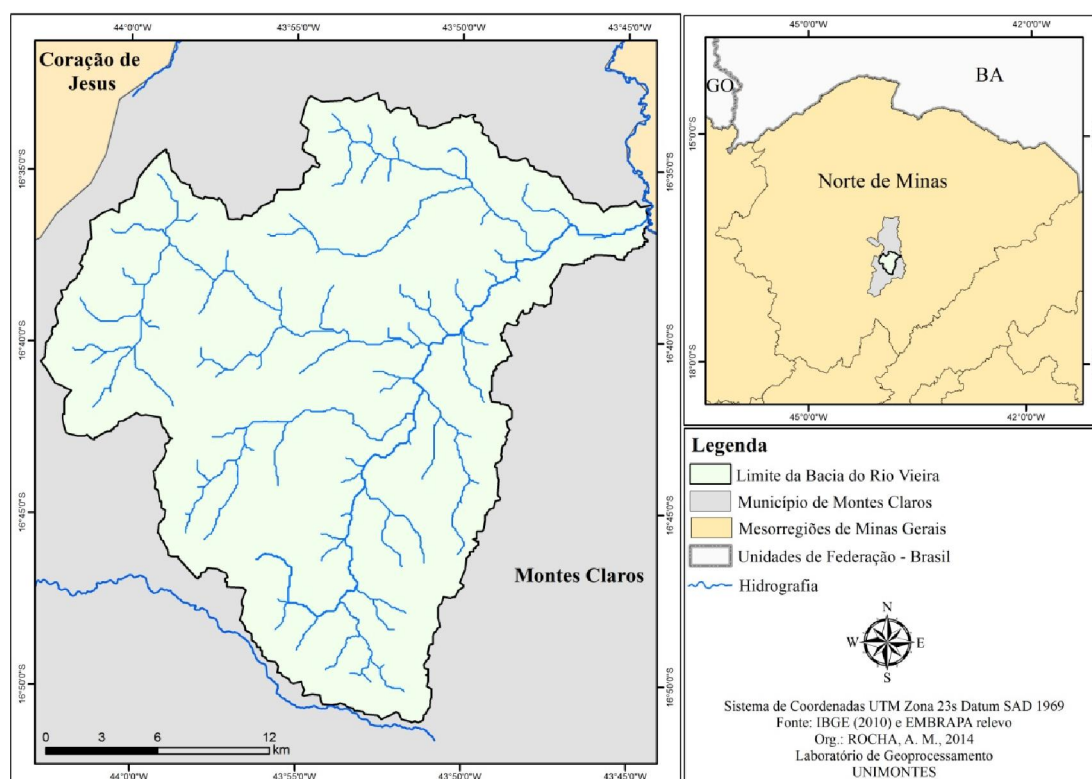 44°0'0"W
43°55'0"W
43°50'0"W
43°45'0"W
Coração de
Jesus
16°35'0"S
16°35'0"S
16°40'0"S
16°40'0"S
16°45'0"S
16°45'0"S
Montes Claros
16°50'0"S
16°50'0"S
0 3 6 12
km
44°0'0"W
43°55'0"W
43°50'0"W
43°45'0"W
45°0'0"W
42°0'0"W
GO
BA
15°0'0"S
15°0'0"S
Norte de Minas
18°0'0"S
18°0'0"S
45°0'0"W
42°0'0"W
Legenda
Limite da Bacia do Rio Vieira
Município de Montes Claros
Mesorregiões de Minas Gerais
Unidades de Federação - Brasil
Hidrografia
N
W E
S
Sistema de Coordenadas UTM Zona 23s Datum SAD 1969
Fonte: IBGE (2010) e EMBRAPA relevo
Org.: ROCHA, A. M., 2014
Laboratório de Geoprocessamento
UNIMONTES